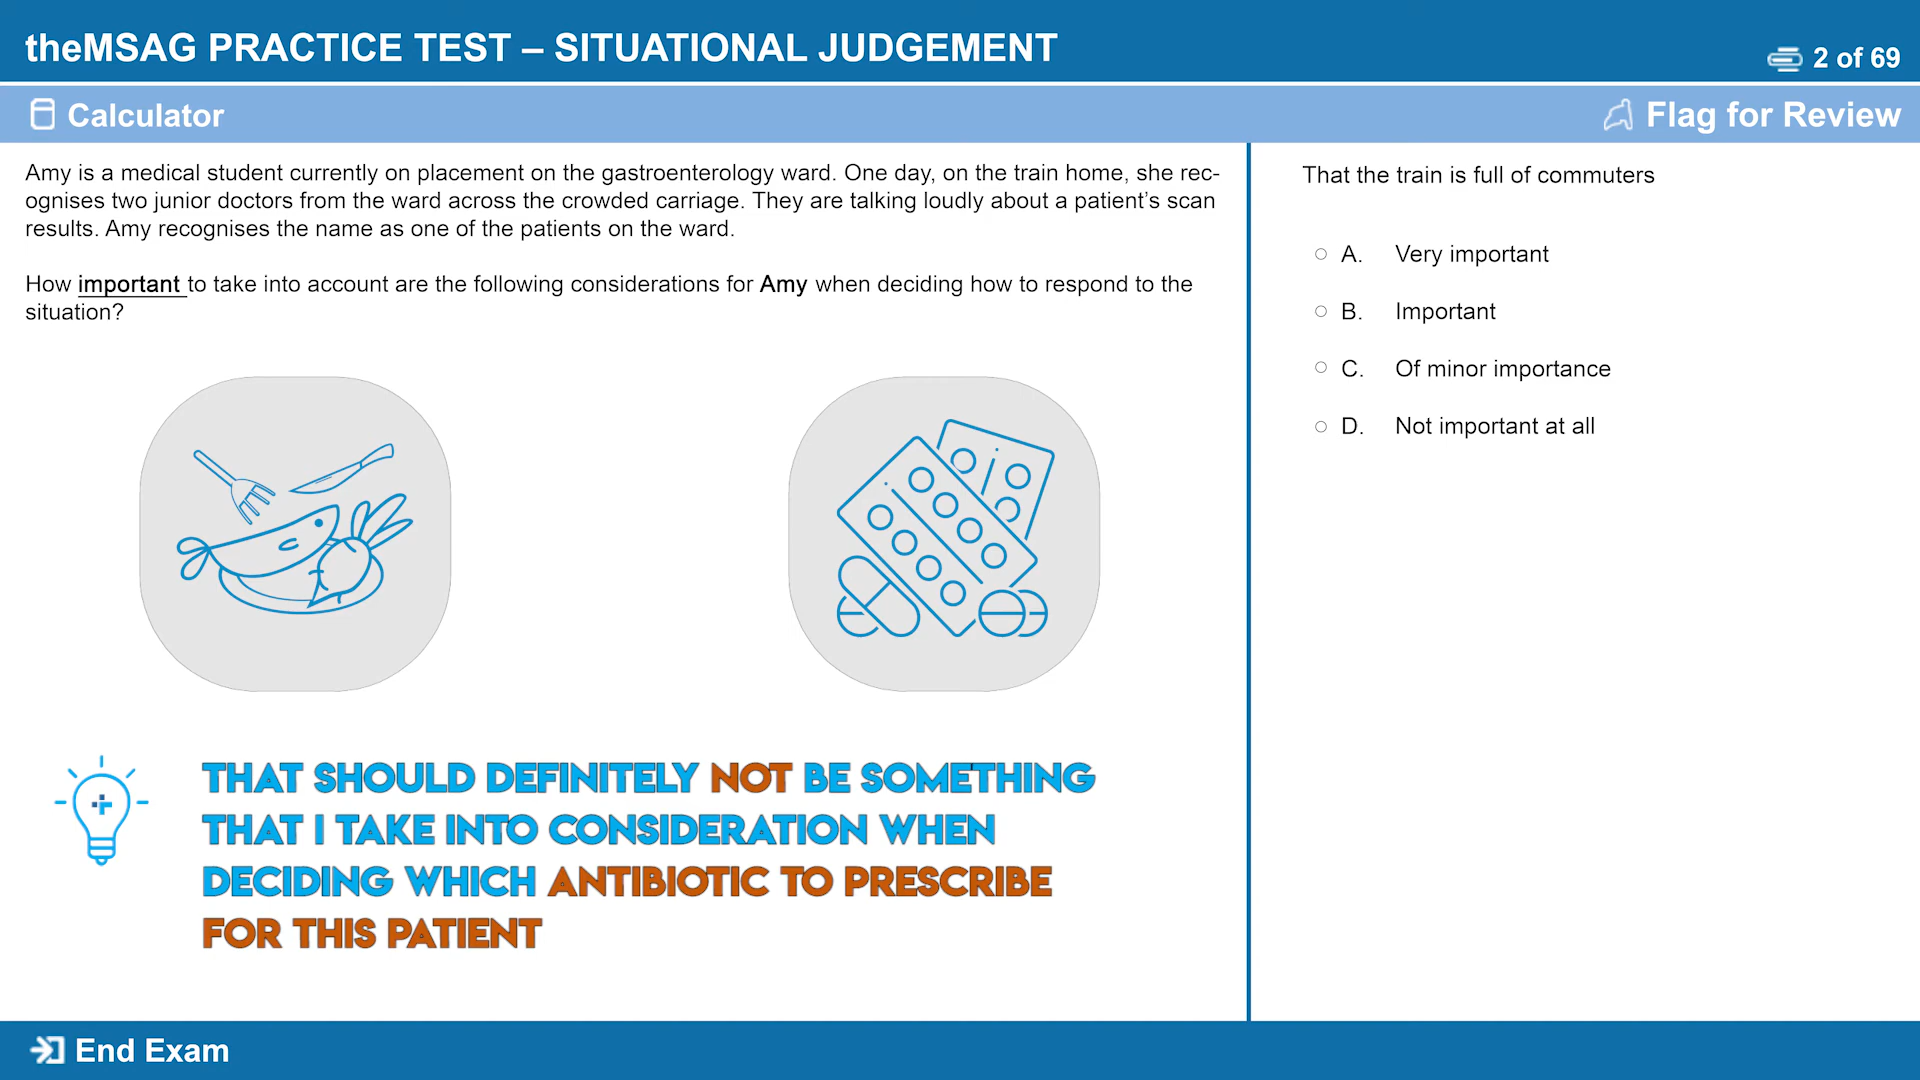 theMSAG PRACTICE TEST – SITUATIONAL JUDGEMENT
2 of 69
Calculator
Flag for Review
Amy is a medical student currently on placement on the gastroenterology ward. One day, on the train home, she rec-
ognises two junior doctors from the ward across the crowded carriage. They are talking loudly about a patient’s scan
results. Amy recognises the name as one of the patients on the ward.
How important to take into account are the following considerations for Amy when deciding how to respond to the
situation?
THAT SHOULD DEFINITELY NOT BE SOMETHING
THAT I TAKE INTO CONSIDERATION WHEN
DECIDING WHICH ANTIBIOTIC TO PRESCRIBE
FOR THIS PATIENT
That the train is full of commuters
A. Very important
B. Important
C. Of minor importance
D. Not important at all
End Exam